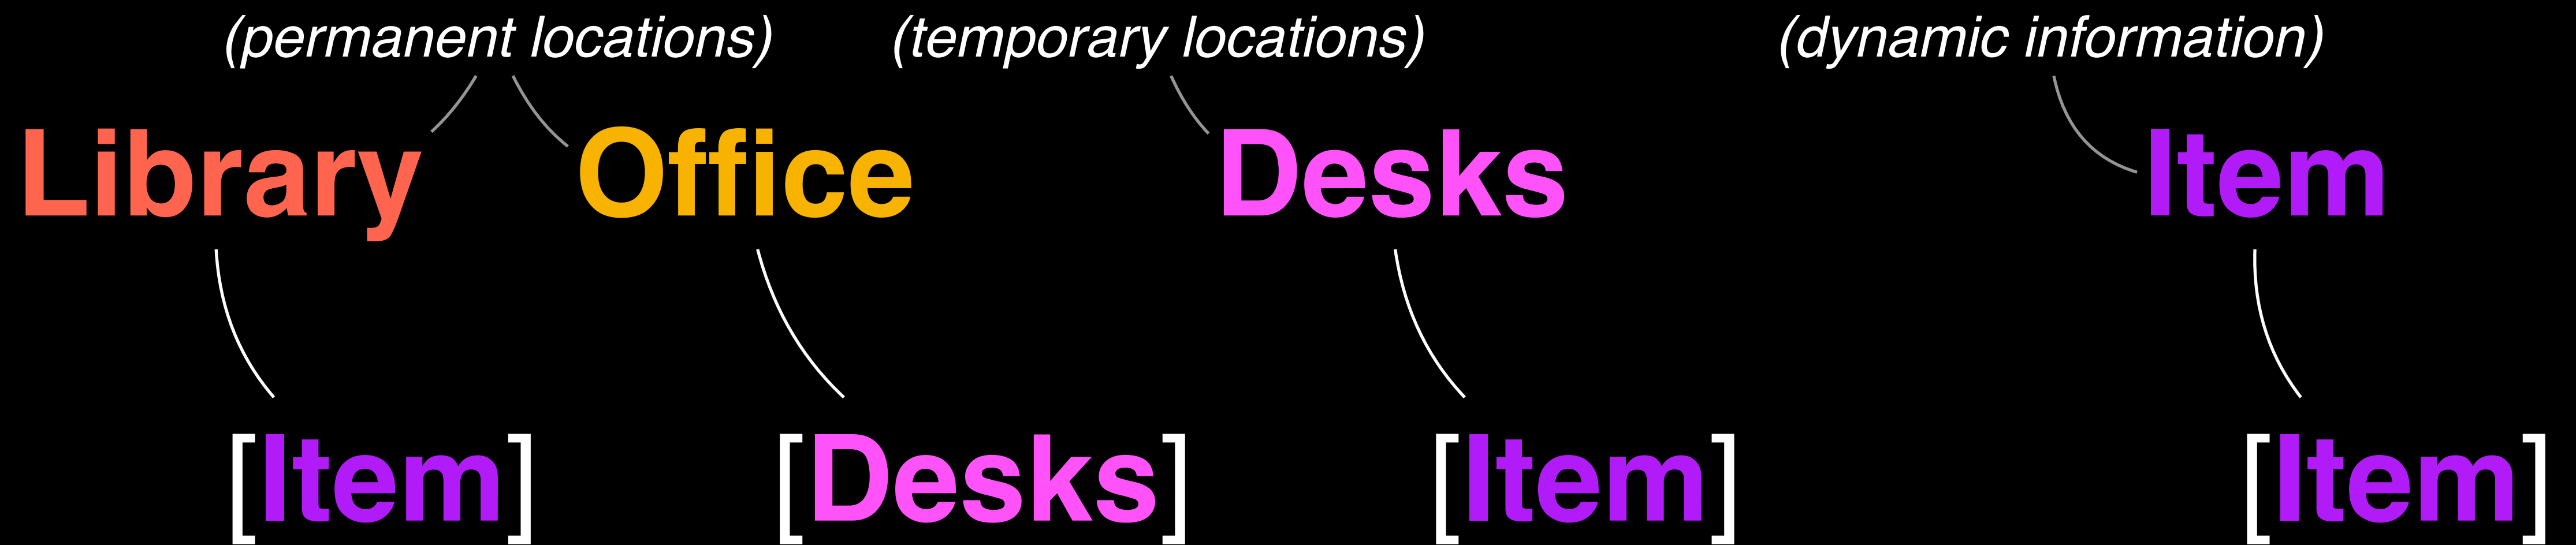 (permanent locations) (temporary locations) (dynamic information)
Library Office Desks Item
[Item] [Desks] [Item] [Item]